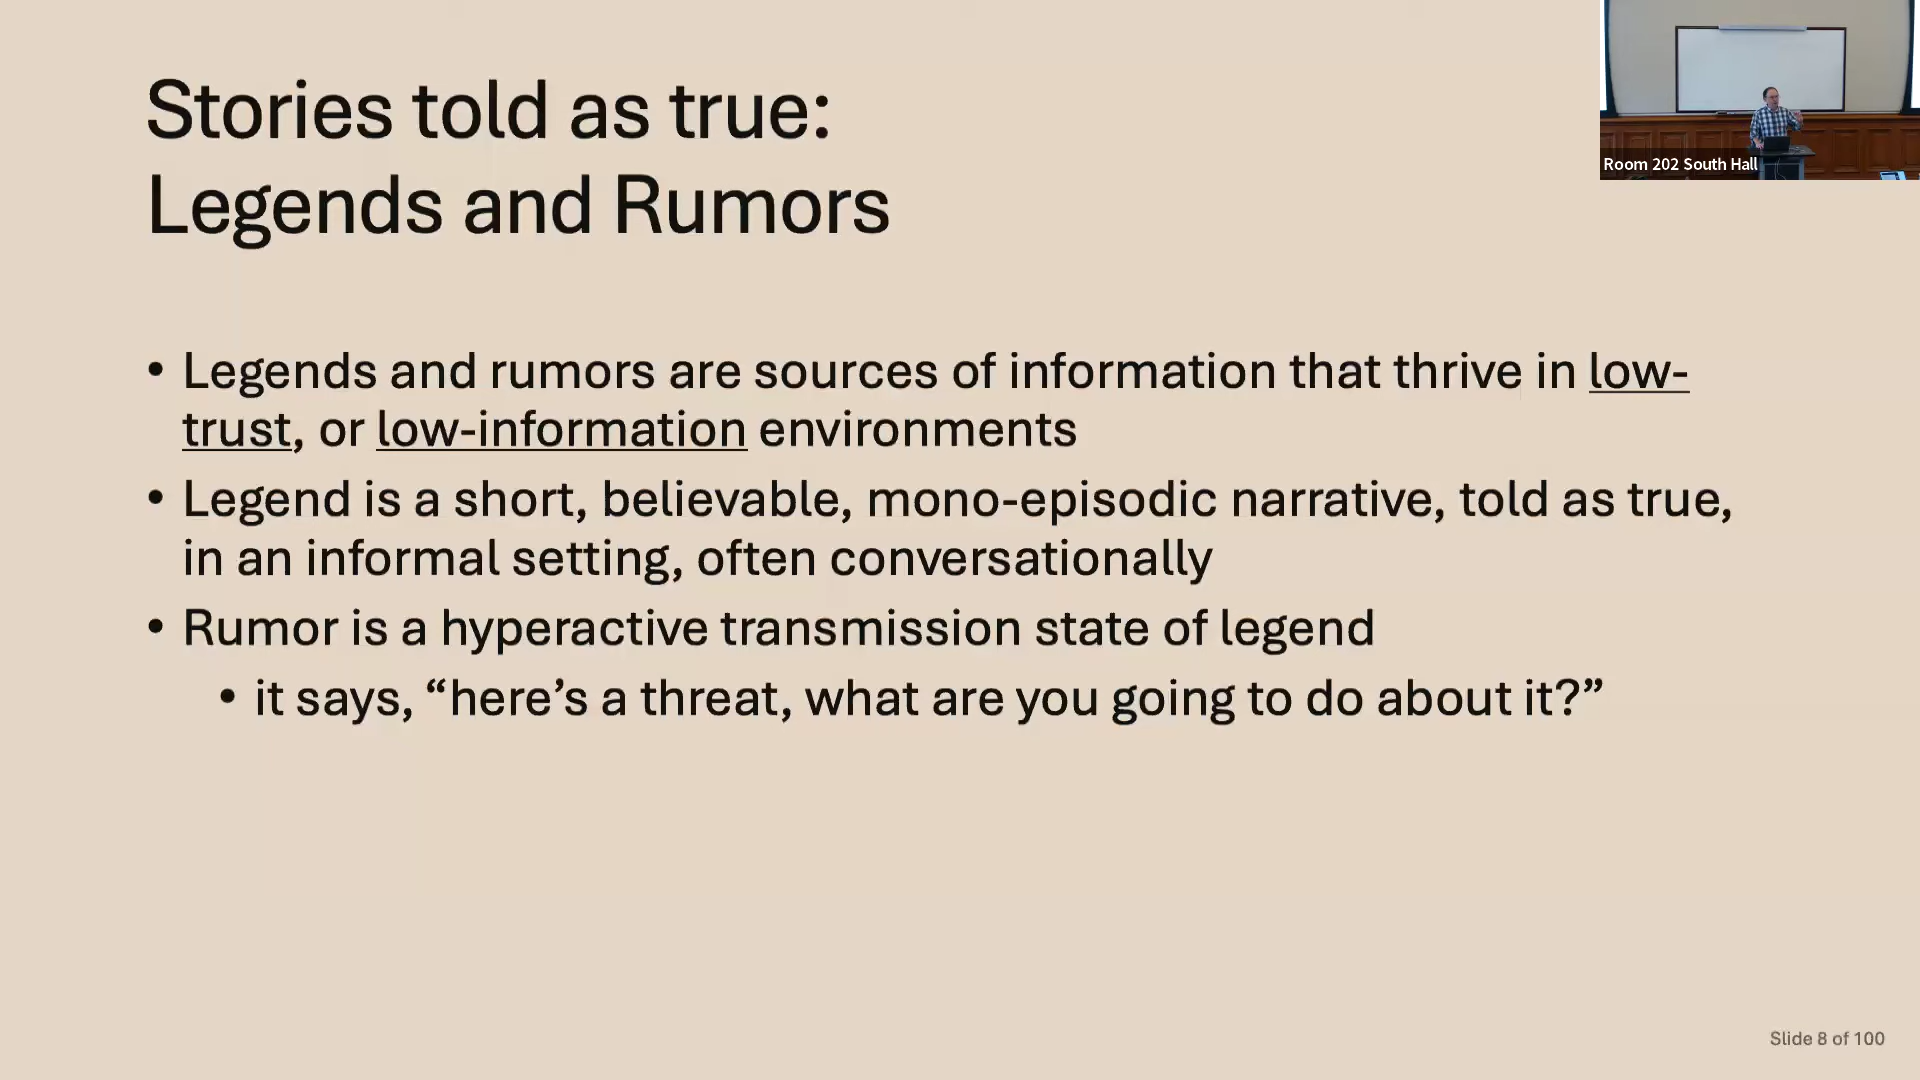 Stories told as true:
Legends and Rumors
Room 202 South Hall
• Legends and rumors are sources of information that thrive in low-
trust, or low-information environments
• Legend is a short, believable, mono-episodic narrative, told as true,
in an informal setting, often conversationally
• Rumor is a hyperactive transmission state of legend
• it says, “here’s a threat, what are you going to do about it?”
Slide 8 of 100